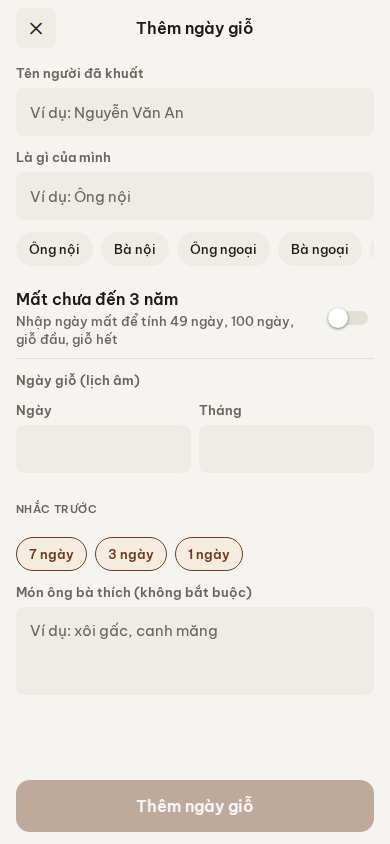 Thêm ngày giỗ
Tên người đã khuất
Ví dụ: Nguyễn Văn An
Là gì của mình
Ví dụ: Ông nội
Ông nội
Bà nội
Ông ngoại
Bà ngoại
Mất chưa đến 3 năm
Nhập ngày mất để tính 49 ngày, 100 ngày,
giỗ đầu, giỗ hết
Ngày giỗ (lịch âm)
Ngày
Tháng
NHẮC TRƯỚC
7 ngày
3 ngày
1 ngày
Món ông bà thích (không bắt buộc)
Ví dụ: xôi gấc, canh măng
Thêm ngày giỗ